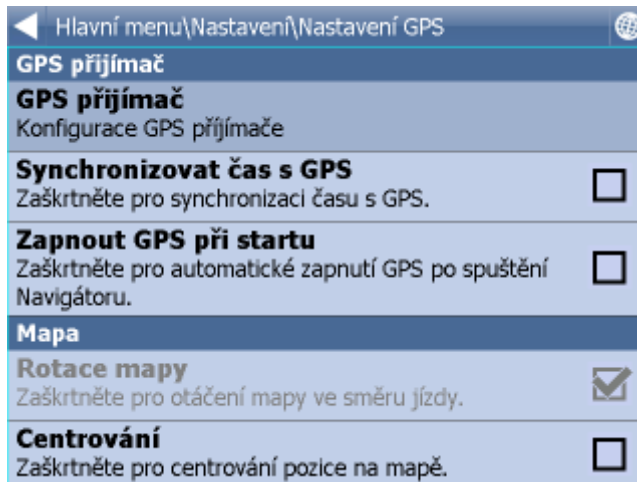 Hlavní menu\Nastavení\Nastavení GPS
GPS přijímač
GPS přijímač
Konfigurace GPS příjímače
Synchronizovat čas s GPS
Zaškrtněte pro synchronizaci času s GPS.
Zapnout GPS při startu
Zaškrtněte pro automatické zapnutí GPS po spuštění
Navigátoru.
Mapa
Rotace mapy
Zaškrtněte pro otáčení mapy ve směru jízdy.
Centrování
Zaškrtněte pro centrování pozice na mapě.